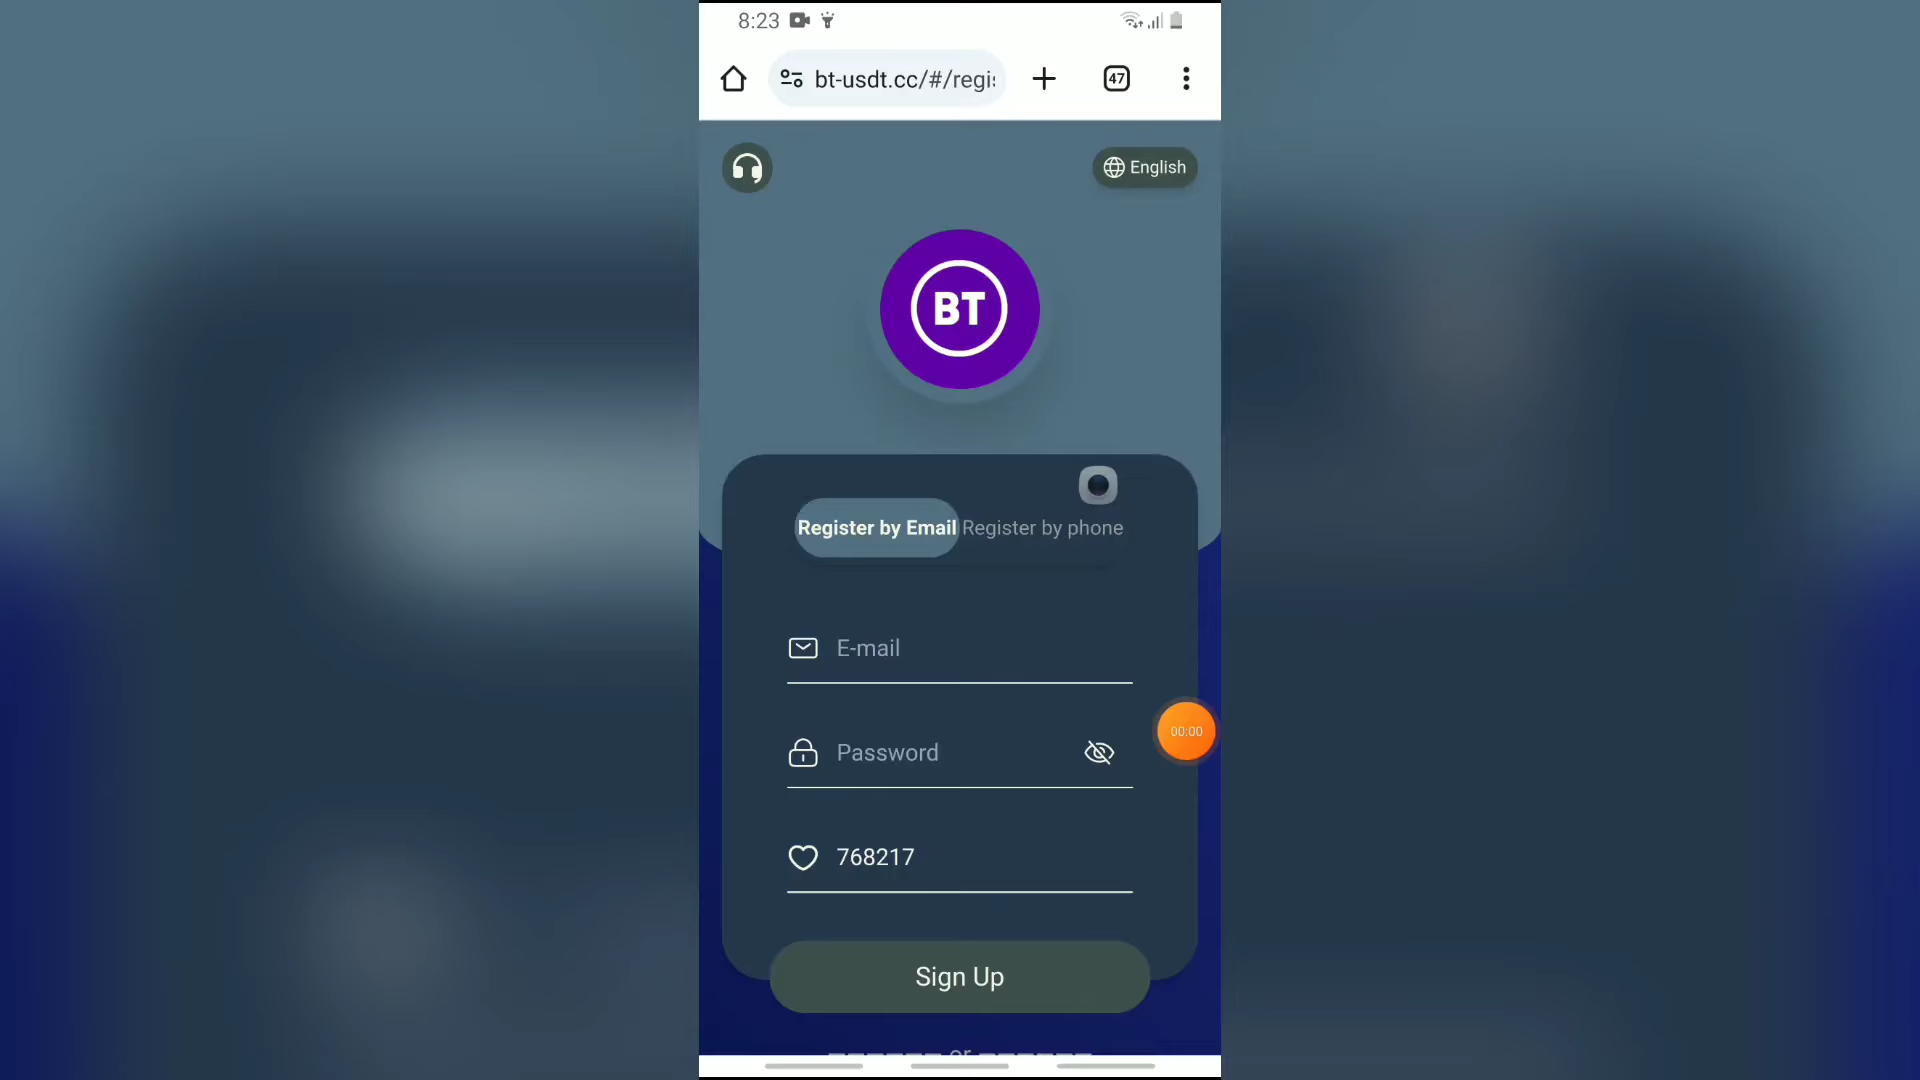 8:23
bt-usdt.cc/#/regi
47
English
BT
Register by Email Register by phone
E-mail
00:00
Password
768217
Sign Up
or